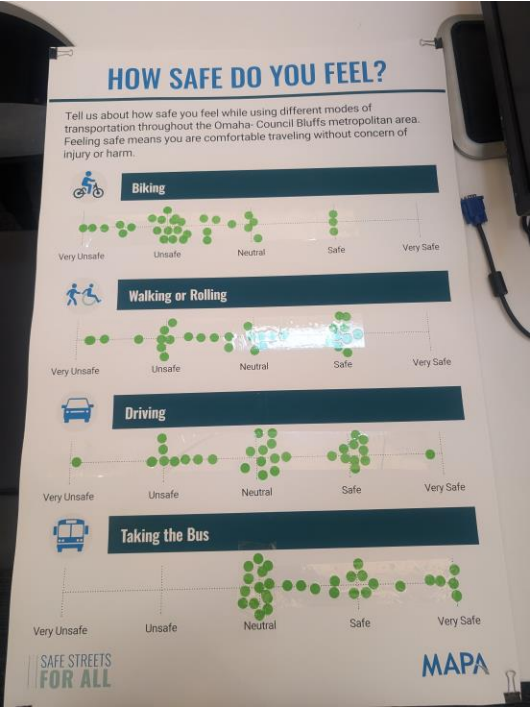 HOW SAFE DO YOU FEEL?
Tell us about how safe you feel while using different modes of
transportation throughout the Omaha- Council Bluffs metropolitan area.
Feeling safe means you are comfortable traveling without concern of
injury or harm.
Biking
Very Unsafe Unsafe Neutral Safe Very Safe
Walking or Rolling
Very Unsafe Unsafe Neutral Safe Very Safe
Driving
Very Unsafe Unsafe Neutral Safe Very Safe
Taking the Bus
Very Unsafe Unsafe Neutral Safe Very Safe
SAFE STREETS
FOR ALL
MAPA